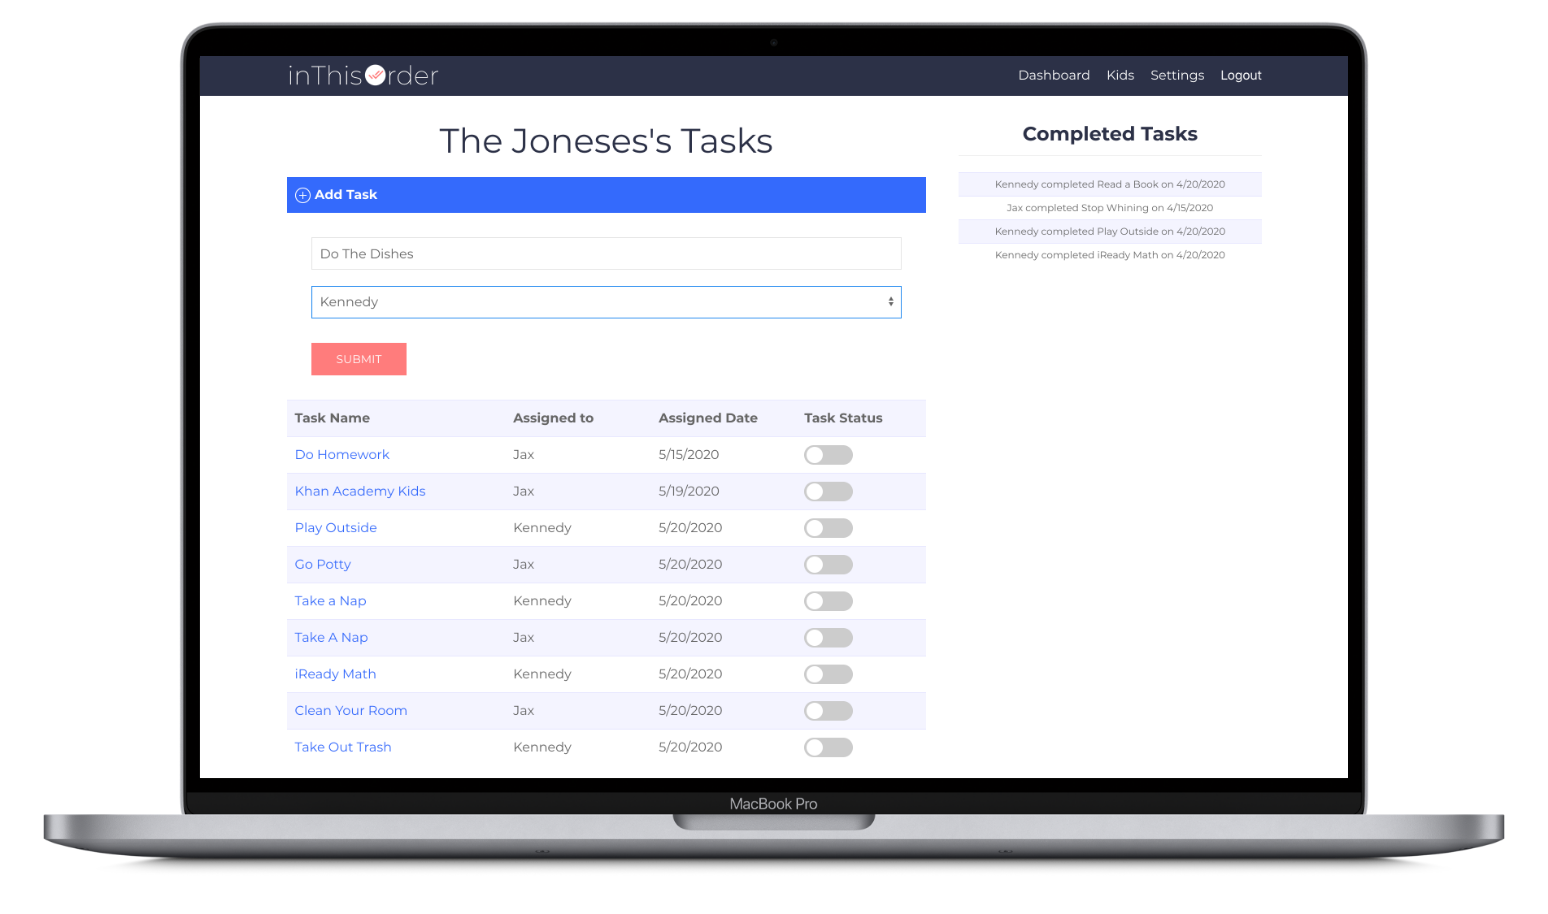 inThisOrder
Dashboard Kids Settings Logout
The Joneses's Tasks
Add Task
Do The Dishes
Kennedy
SUBMIT
Task Name Assigned to Assigned Date Task Status
Do Homework Jax 5/15/2020
Khan Academy Kids Jax 5/19/2020
Play Outside Kennedy 5/20/2020
Go Potty Jax 5/20/2020
Take a Nap Kennedy 5/20/2020
Take A Nap Jax 5/20/2020
iReady Math Kennedy 5/20/2020
Clean Your Room Jax 5/20/2020
Take Out Trash Kennedy 5/20/2020
Completed Tasks
Kennedy completed Read a Book on 4/20/2020
Jax completed Stop Whining on 4/15/2020
Kennedy completed Play Outside on 4/20/2020
Kennedy completed iReady Math on 4/20/2020
MacBook Pro